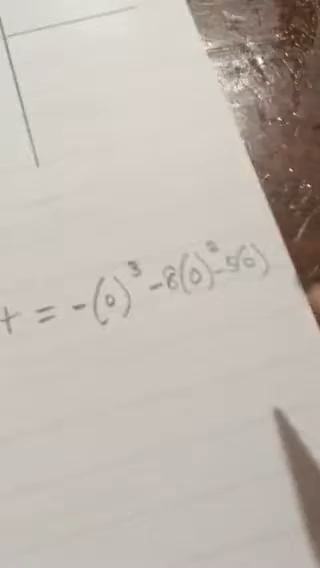 t = -(0)³ -8(0)² -5(0)